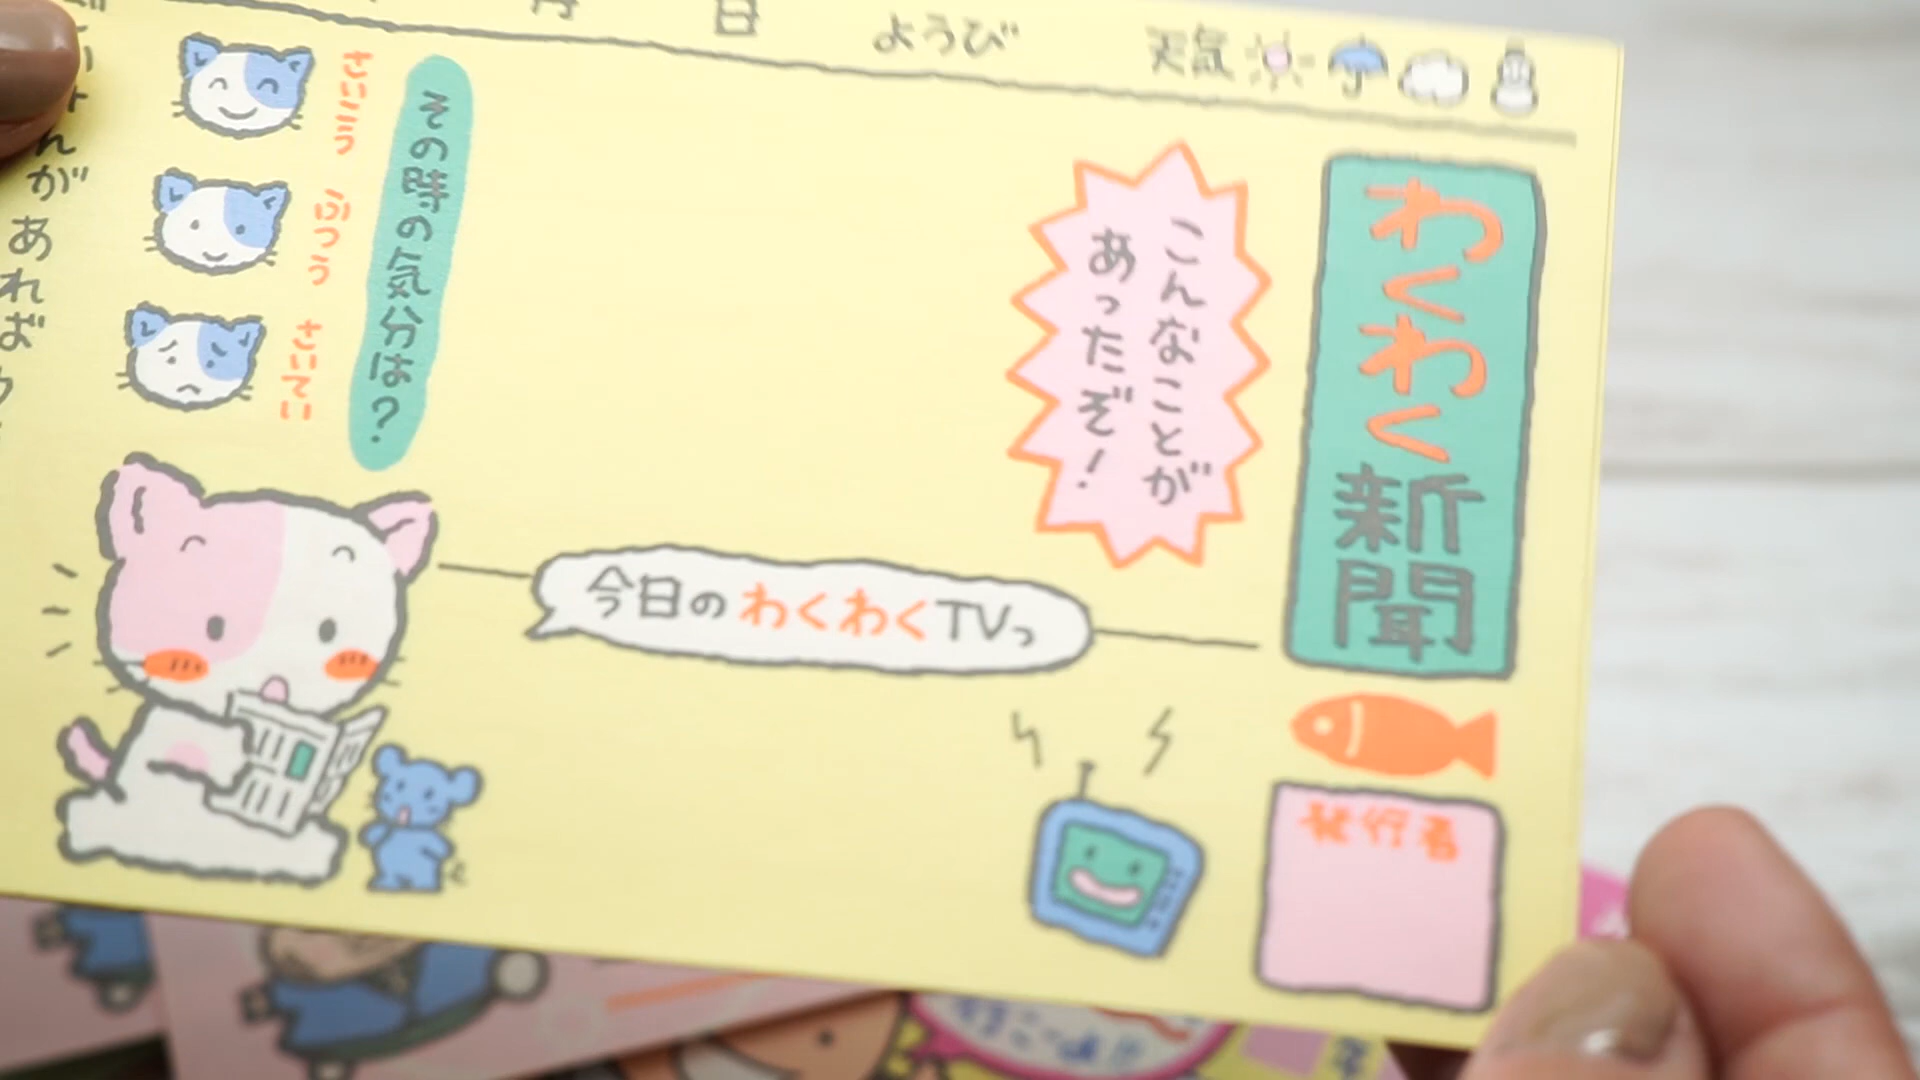 月 日 ようび 天気
わくわく新聞
発行者
こんなことが
あったぞ！
今日のわくわくTVっ
その時の気分は？
さいこう
ふつう
さいてい
があれば